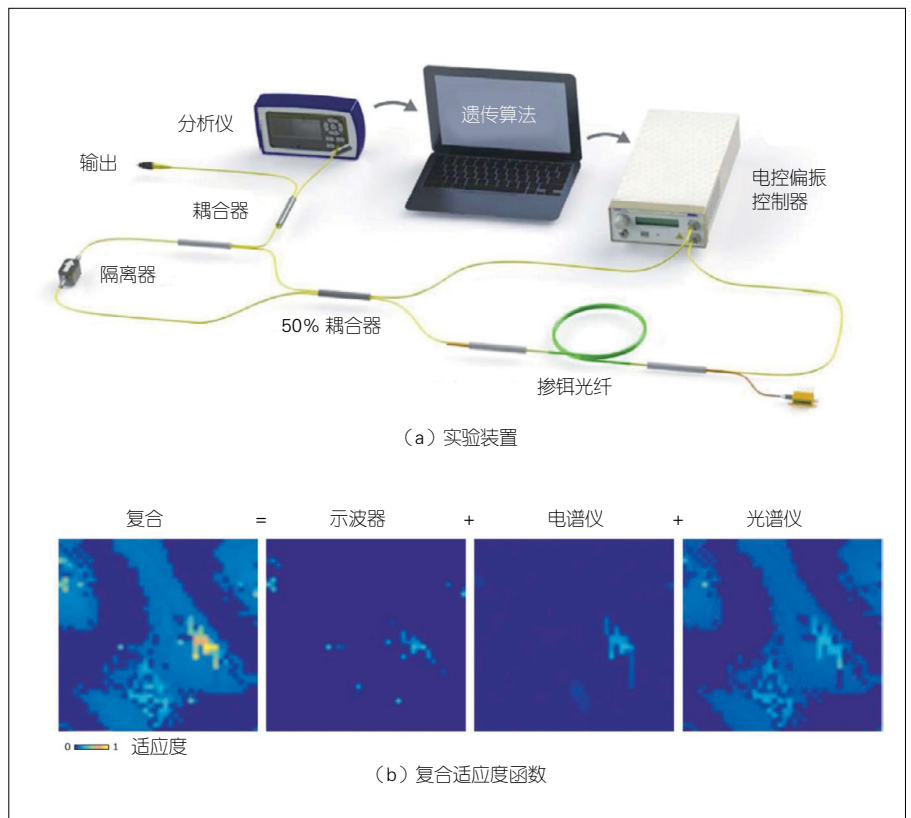 分析仪
遗传算法
输出
电控偏振
控制器
耦合器
隔离器
50% 耦合器
掺铒光纤
（a）实验装置
复合 = 示波器 + 电谱仪 + 光谱仪
0 1 适应度
（b）复合适应度函数